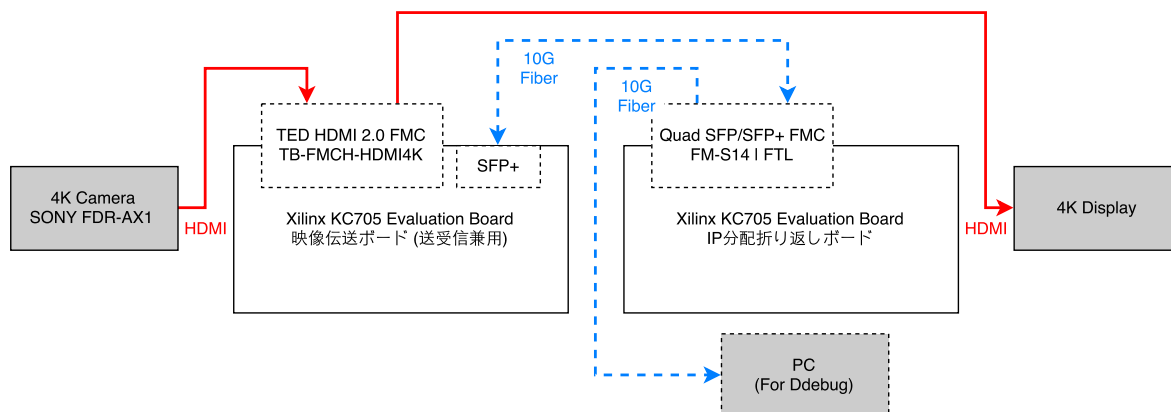 10G
Fiber
10G
Fiber
TED HDMI 2.0 FMC
TB-FMCH-HDMI4K
SFP+
Quad SFP/SFP+ FMC
FM-S14 | FTL
4K Camera
SONY FDR-AX1
HDMI
Xilinx KC705 Evaluation Board
映像伝送ボード (送受信兼用)
Xilinx KC705 Evaluation Board
IP分配折り返しボード
HDMI
4K Display
PC
(For Ddebug)